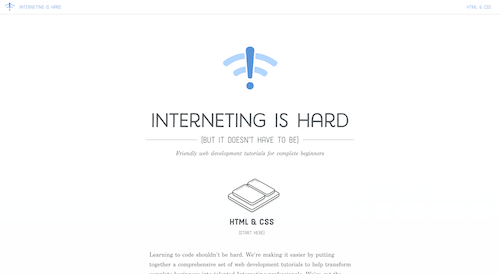 INTERNETING IS HARD
HTML & CSS
INTERNETING IS HARD
[BUT IT DOESN'T HAVE TO BE]
Friendly web development tutorials for complete beginners
HTML & CSS
(START HERE)
Learning to code shouldn't be hard. We're making it easier by putting
together a comprehensive set of web development tutorials to help transform